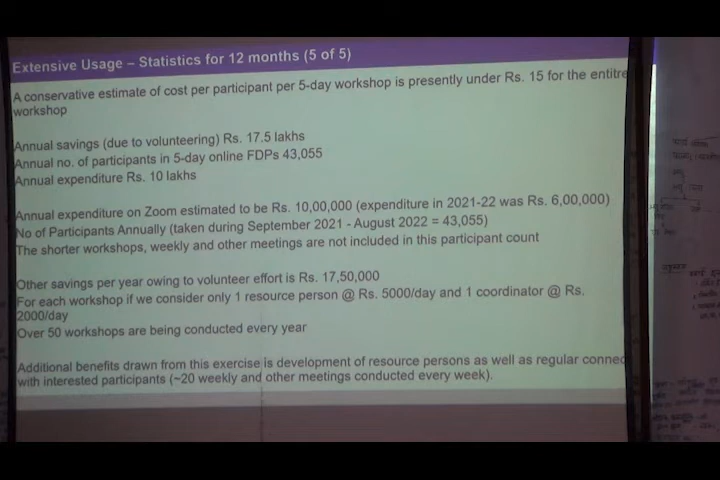 Extensive Usage – Statistics for 12 months (5 of 5)
A conservative estimate of cost per participant per 5-day workshop is presently under Rs. 15 for the entitre
workshop
Annual savings (due to volunteering) Rs. 17.5 lakhs
Annual no. of participants in 5-day online FDPs 43,055
Annual expenditure Rs. 10 lakhs
Annual expenditure on Zoom estimated to be Rs. 10,00,000 (expenditure in 2021-22 was Rs. 6,00,000)
No of Participants Annually (taken during September 2021 - August 2022 = 43,055)
The shorter workshops, weekly and other meetings are not included in this participant count
Other savings per year owing to volunteer effort is Rs. 17,50,000
For each workshop if we consider only 1 resource person @ Rs. 5000/day and 1 coordinator @ Rs.
2000/day
Over 50 workshops are being conducted every year
Additional benefits drawn from this exercise is development of resource persons as well as regular connec
with interested participants (~20 weekly and other meetings conducted every week).